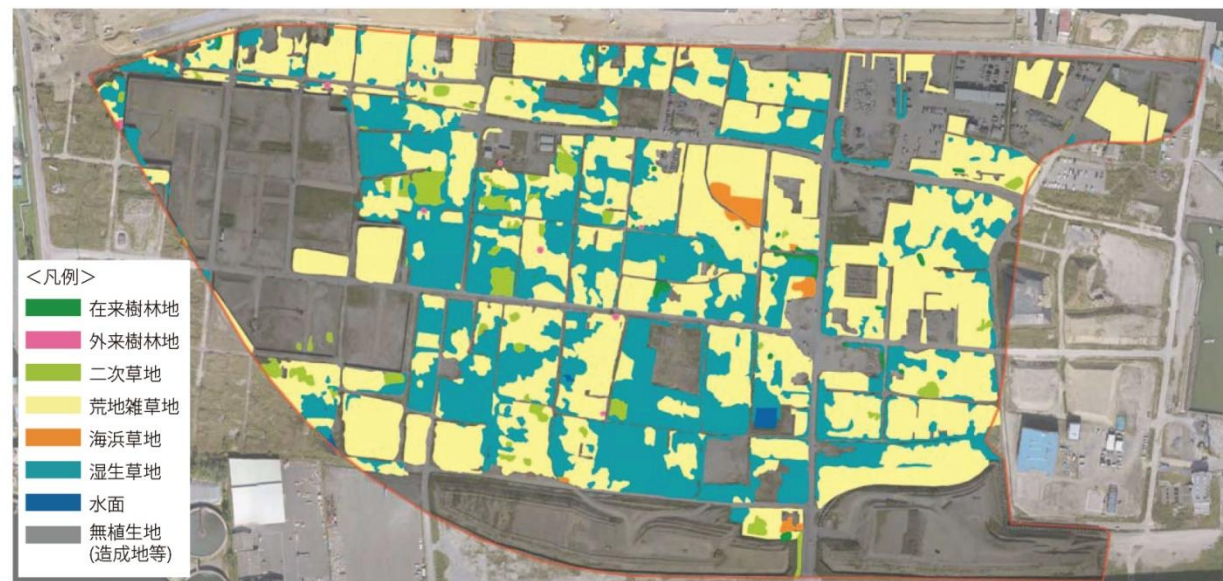 ＜凡例＞
在来樹林地
外来樹林地
二次草地
荒地雑草地
海浜草地
湿生草地
水面
無植生地
(造成地等)